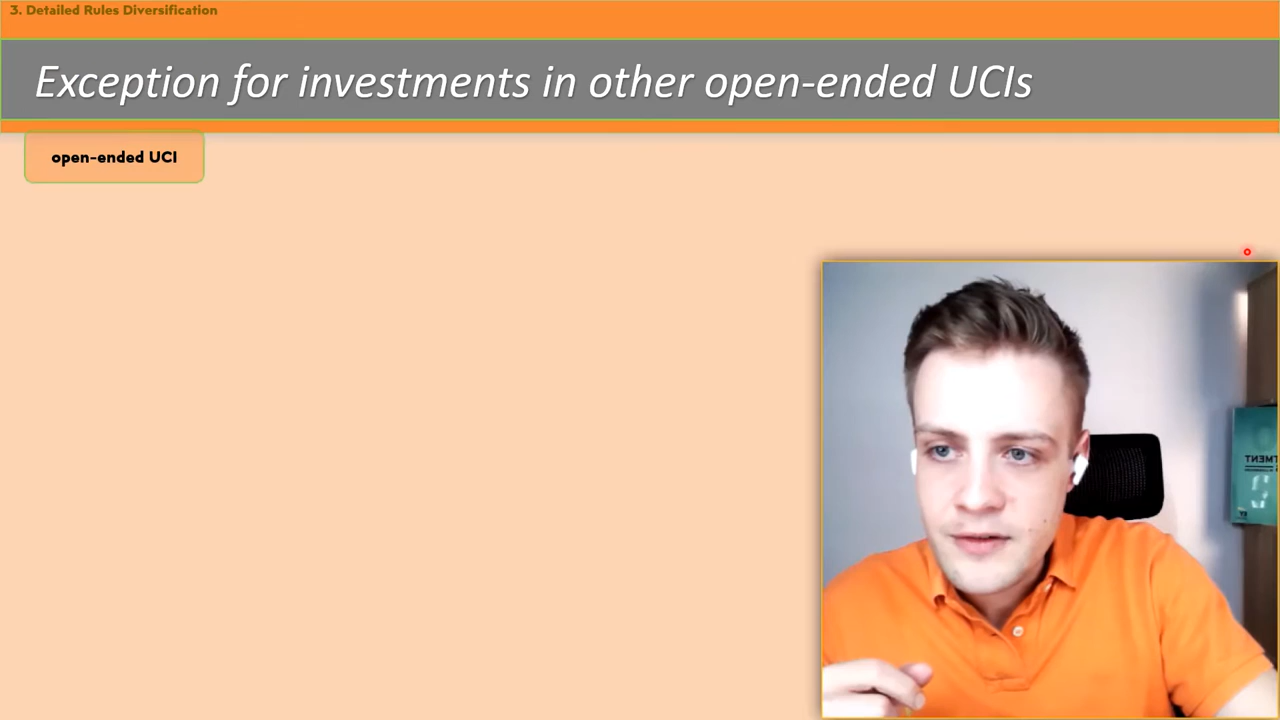 3. Detailed Rules Diversification
Exception for investments in other open-ended UCIs
open-ended UCI